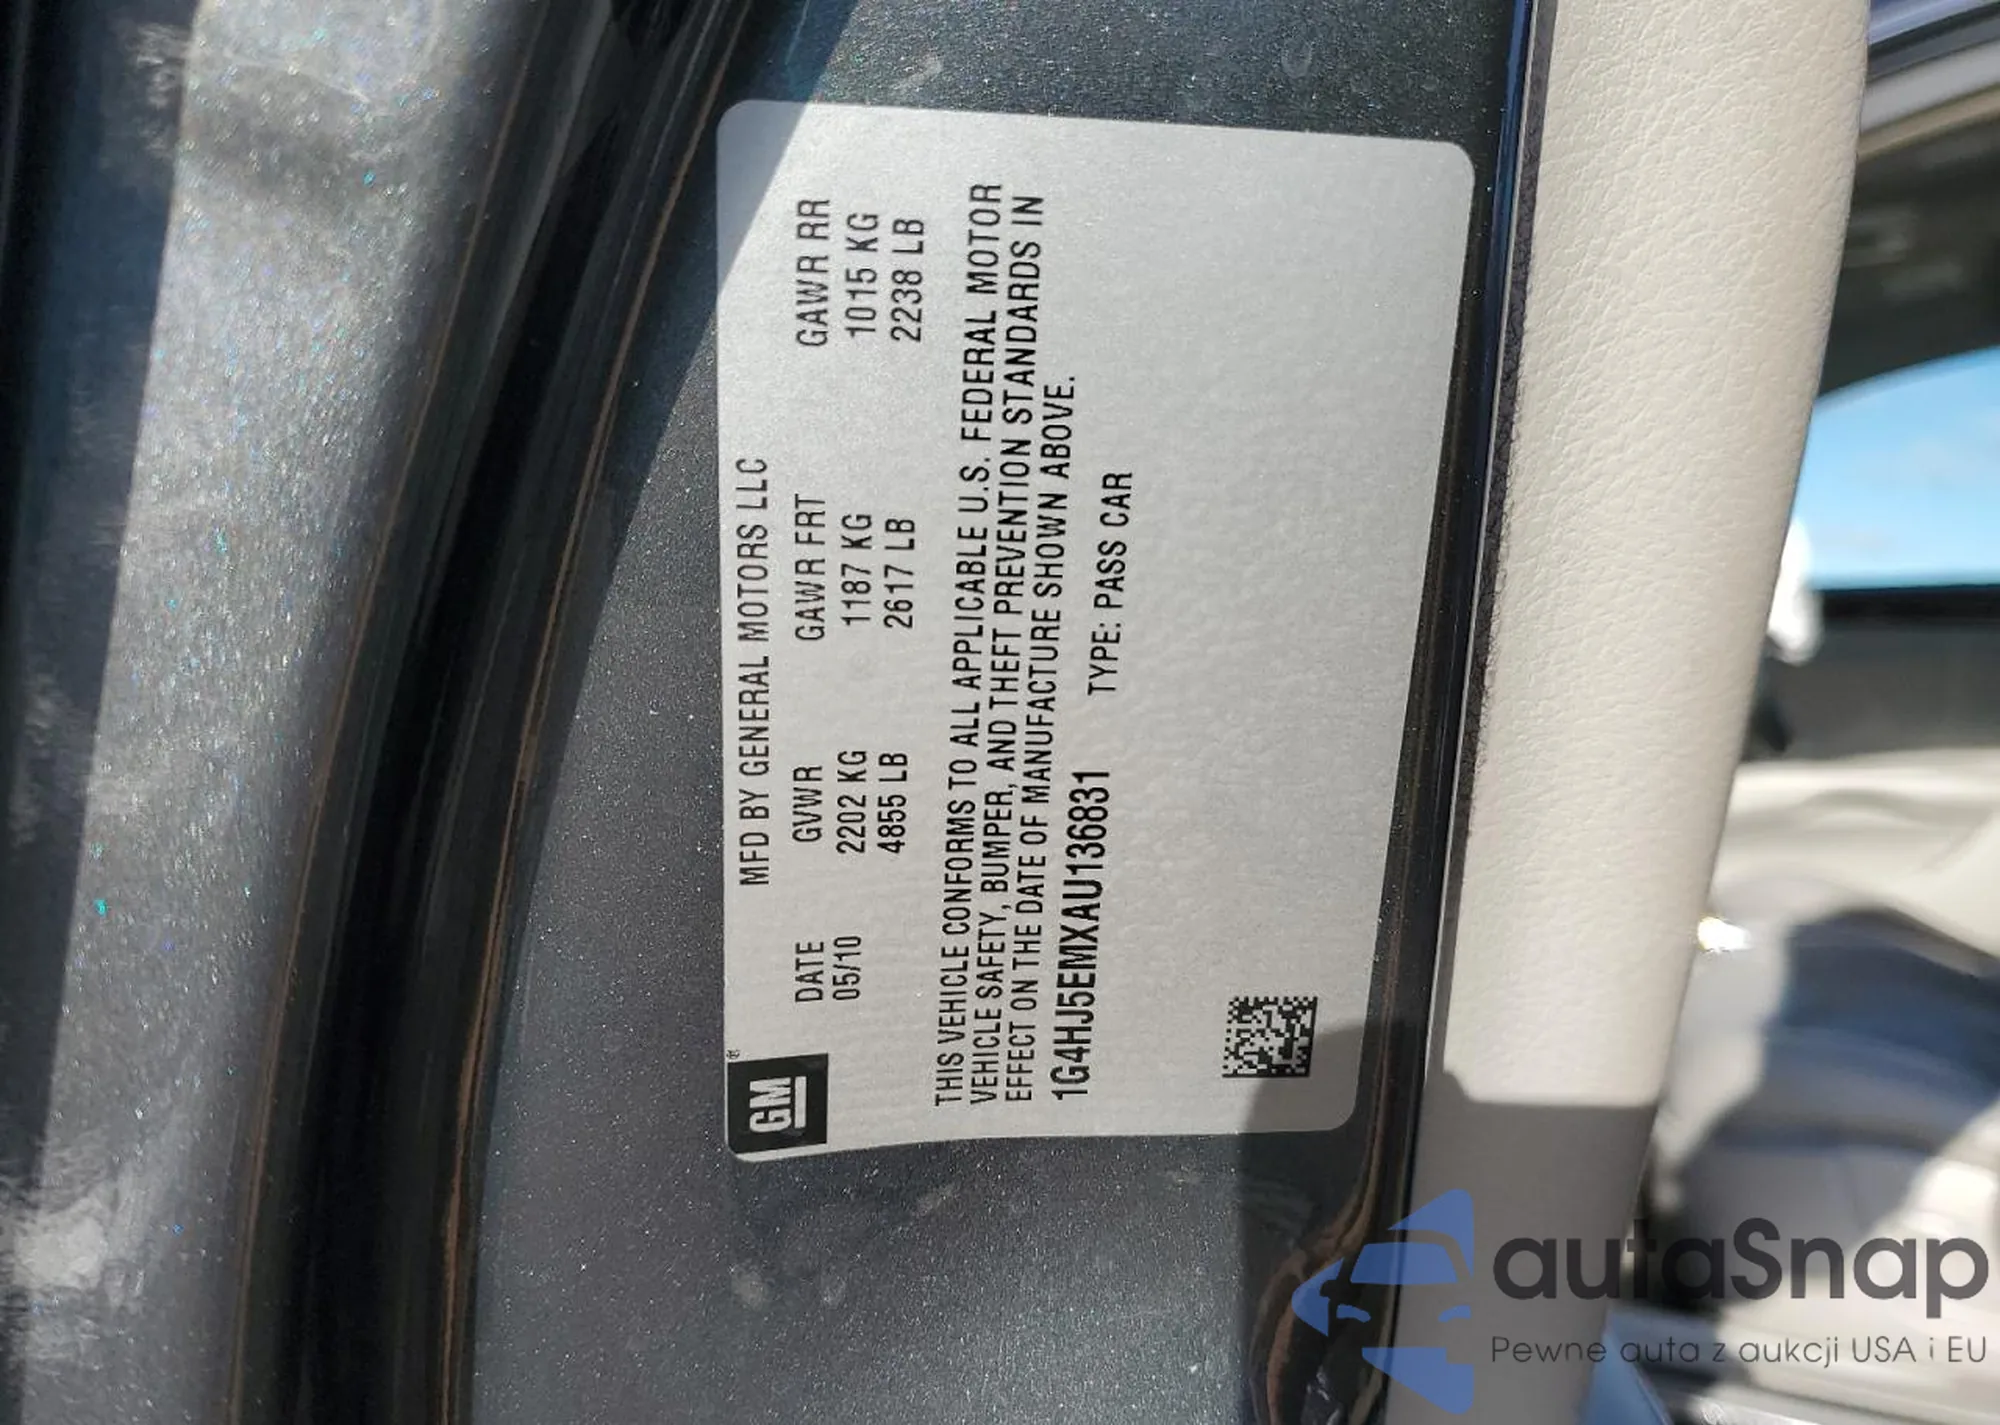 GM®
MFD BY GENERAL MOTORS LLC
DATE GVWR GAWR FRT GAWR RR
05/10 2202 KG 1187 KG 1015 KG
4855 LB 2617 LB 2238 LB
THIS VEHICLE CONFORMS TO ALL APPLICABLE U.S. FEDERAL MOTOR
VEHICLE SAFETY, BUMPER, AND THEFT PREVENTION STANDARDS IN
EFFECT ON THE DATE OF MANUFACTURE SHOWN ABOVE.
1G4HJ5EMXAU136831 TYPE: PASS CAR
autaSnap
Pewne auta z aukcji USA i EU